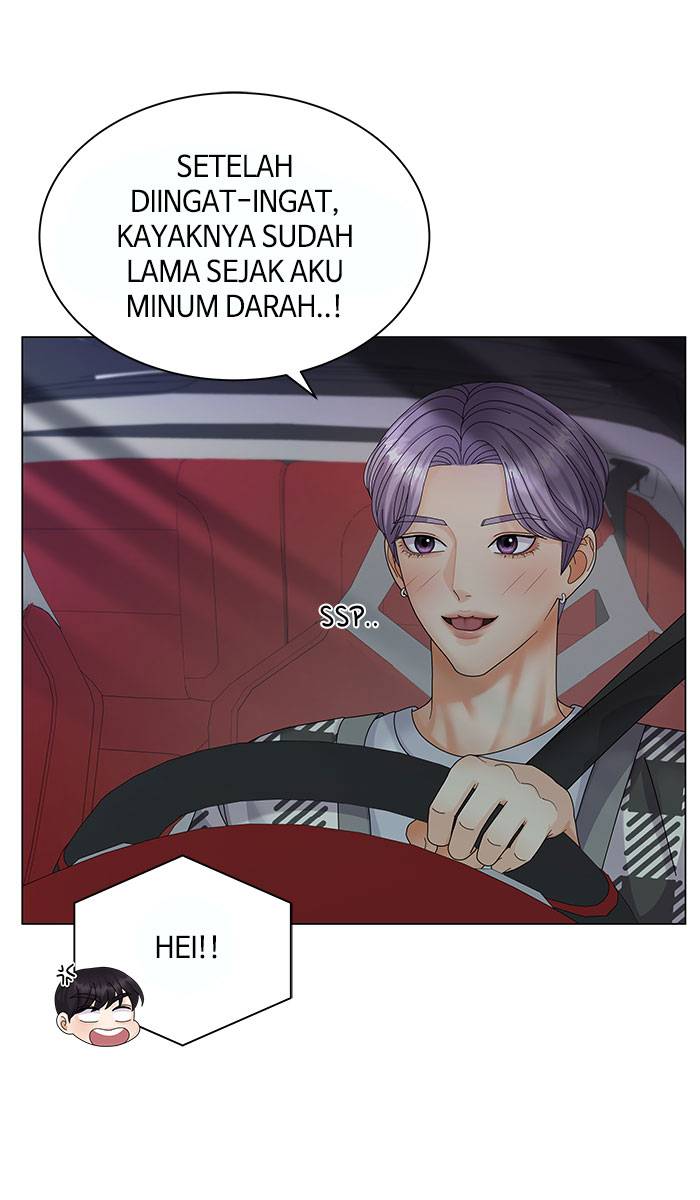 SETELAH
DIINGAT-INGAT,
KAYAKNYA SUDAH
LAMA SEJAK AKU
MINUM DARAH..!
SSP..
HEI!!